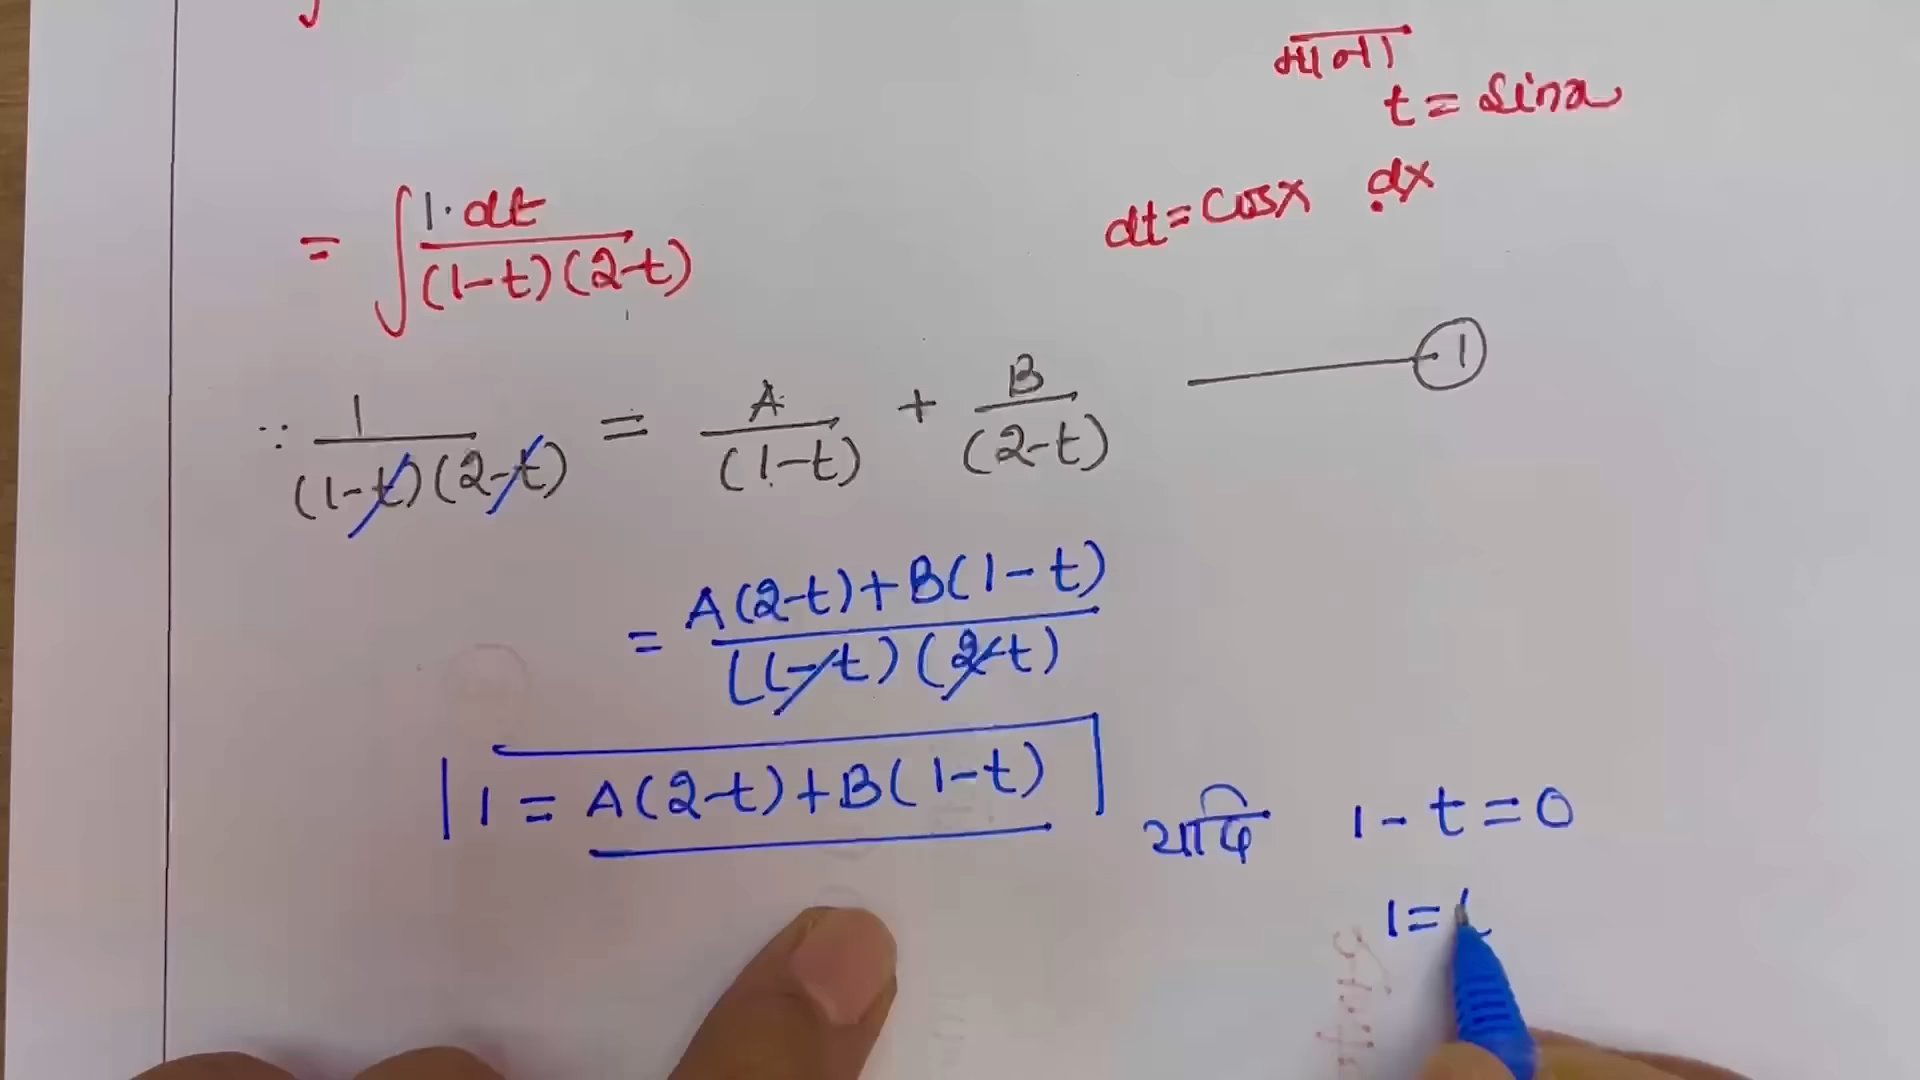 माना
t = sinx
dt = cosx dx
= ∫ 1·dt / (1-t)(2-t)
∵ 1 / (1-t)(2-t) = A / (1-t) + B / (2-t) ——— ①
= A(2-t)+B(1-t) / (1-t)(2-t)
1 = A(2-t)+B(1-t)
यदि 1-t=0
1=t